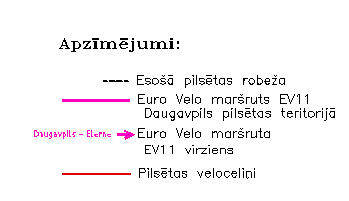 Apzīmējumi:
Esošā pilsētas robeža
Euro Velo maršruts EV11
Daugavpils pilsētas teritorijā
Daugavpils - Elerne
Euro Velo maršruta
EV11 virziens
Pilsētas veloceliņi